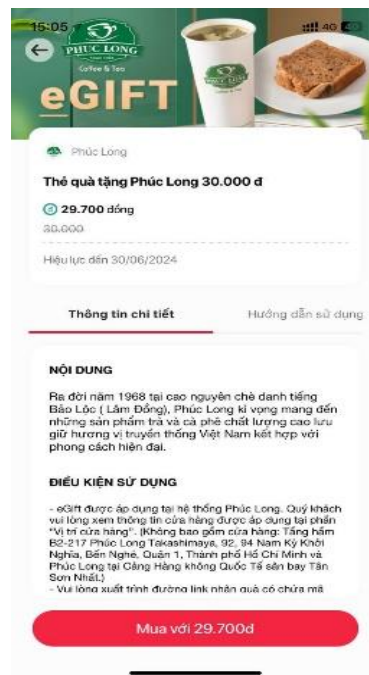 15:05
4G
PHUC LONG
Coffee & Tea
eGIFT
Phúc Long
Thẻ quà tặng Phúc Long 30.000 đ
29.700 đồng
30.000
Hiệu lực đến 30/06/2024
Thông tin chi tiết
Hướng dẫn sử dụng
NỘI DUNG
Ra đời năm 1968 tại cao nguyên chè danh tiếng
Bảo Lộc ( Lâm Đồng), Phúc Long kì vọng mang đến
những sản phẩm trà và cà phê chất lượng cao lưu
giữ hương vị truyền thống Việt Nam kết hợp với
phong cách hiện đại.
ĐIỀU KIỆN SỬ DỤNG
- eGift được áp dụng tại hệ thống Phúc Long. Quý khách
vui lòng xem thông tin cửa hàng được áp dụng tại phần
"Vị trí cửa hàng". (Không bao gồm cửa hàng: Tầng hầm
B2-217 Phúc Long Takashimaya, 92, 94 Nam Kỳ Khởi
Nghĩa, Bến Nghé, Quận 1, Thành phố Hồ Chí Minh và
Phúc Long tại Cảng Hàng không Quốc Tế sân bay Tân
Sơn Nhất.)
- Vui lòng xuất trình đường link nhận quà có chứa mã
Mua với 29.700đ